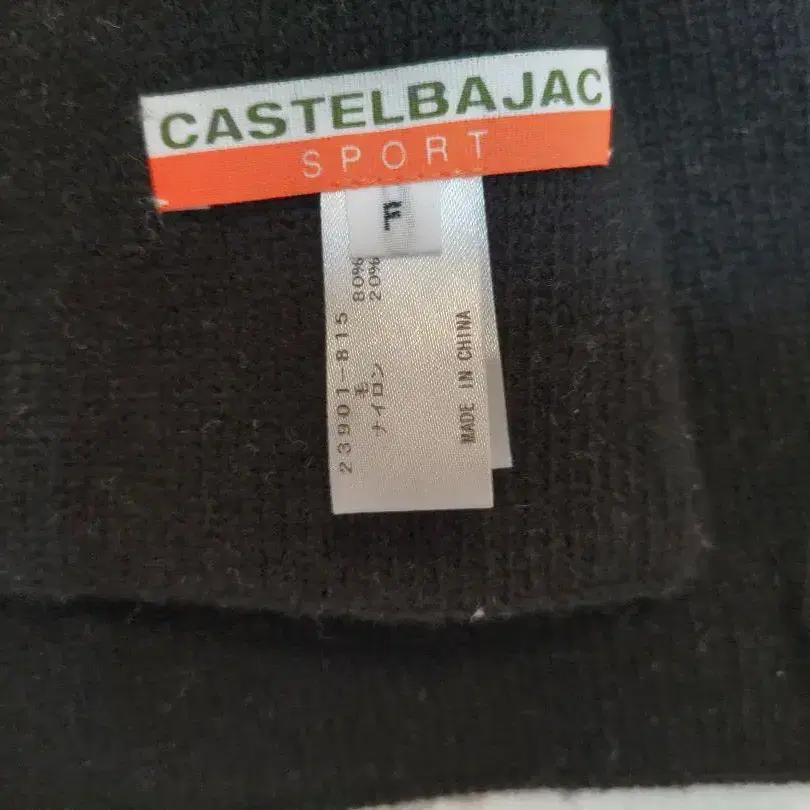 CASTELBAJAC
SPORT
F
23901-815
毛 80%
ナイロン 20%
MADE IN CHINA